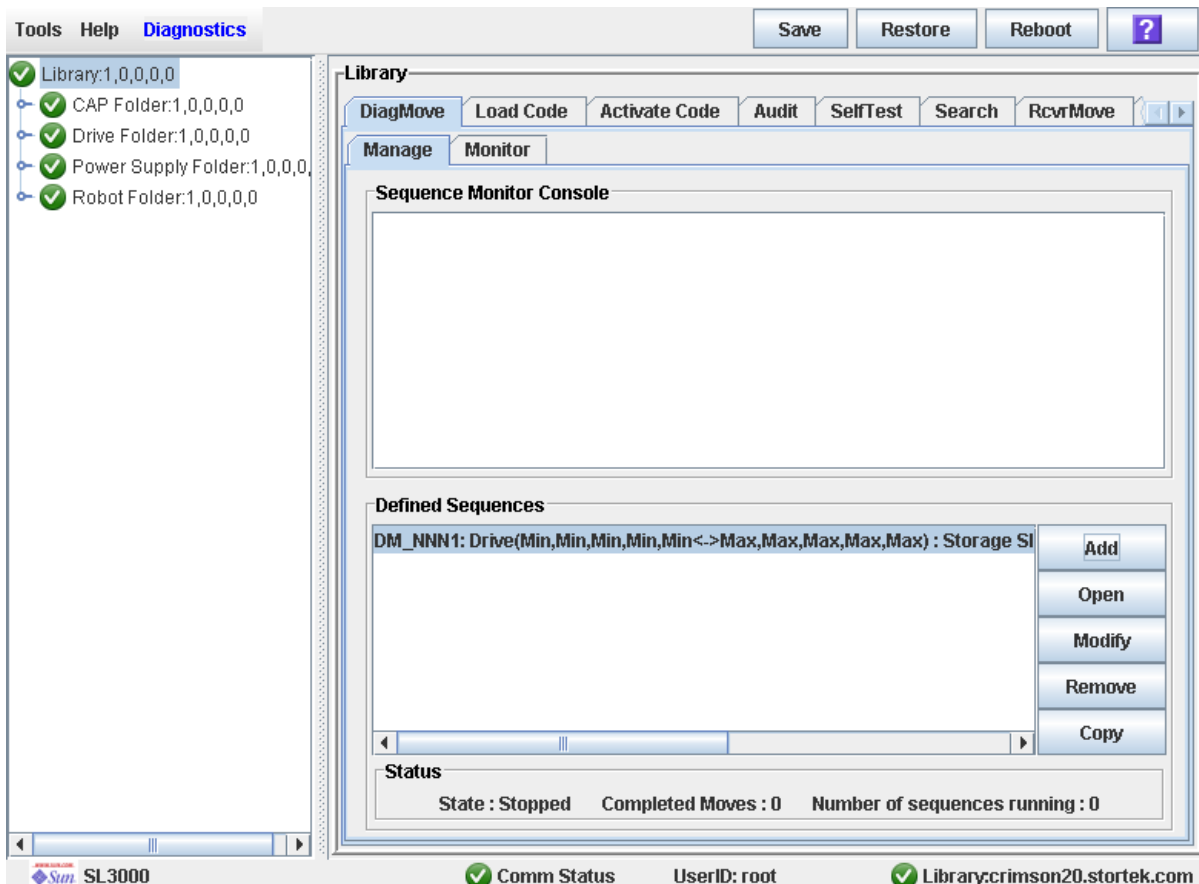 Tools Help Diagnostics
Save Restore Reboot ?
Library:1,0,0,0,0
CAP Folder:1,0,0,0,0
Drive Folder:1,0,0,0,0
Power Supply Folder:1,0,0,0,
Robot Folder:1,0,0,0,0
Library
DiagMove Load Code Activate Code Audit SelfTest Search RcvrMove
Manage Monitor
Sequence Monitor Console
Defined Sequences
DM_NNN1: Drive(Min,Min,Min,Min,Min<->Max,Max,Max,Max,Max) : Storage Sl
Add
Open
Modify
Remove
Copy
Status
State : Stopped Completed Moves : 0 Number of sequences running : 0
Sun SL3000 Comm Status UserID: root Library:crimson20.stortek.com